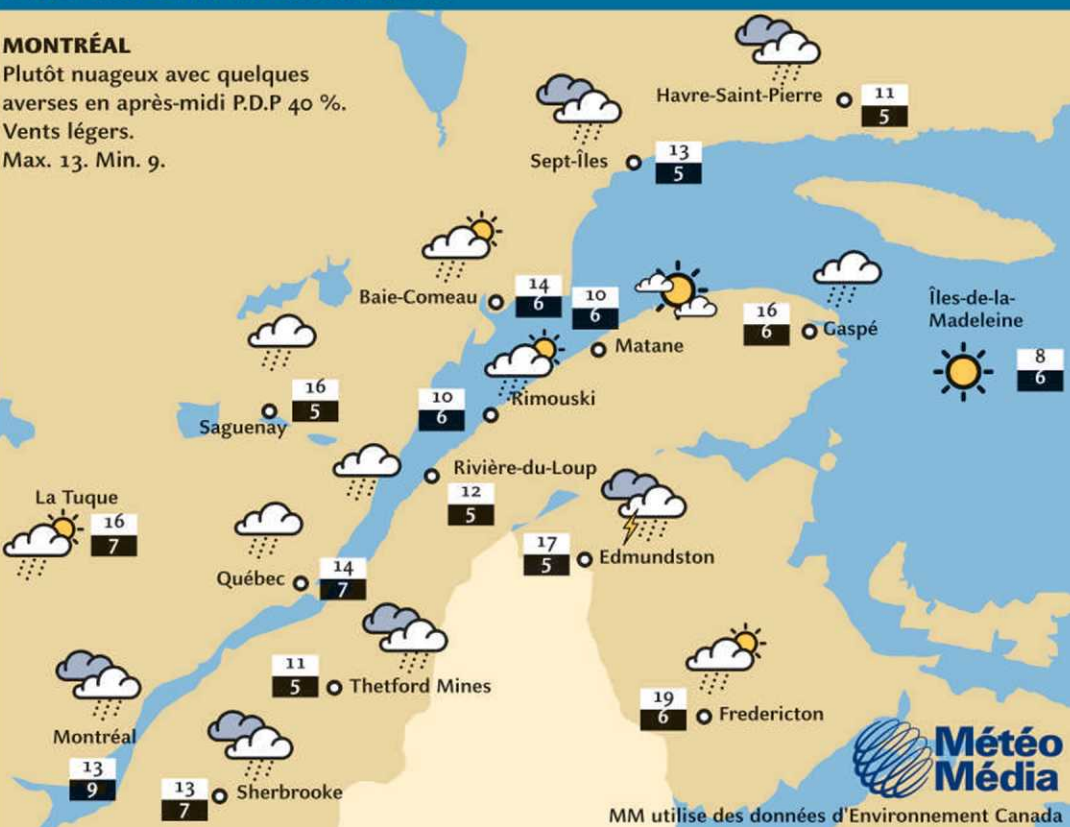 MONTRÉAL
Plutôt nuageux avec quelques
averses en après-midi P.D.P 40 %.
Vents légers.
Max. 13. Min. 9.
Havre-Saint-Pierre
11
5
Sept-Îles
13
5
Baie-Comeau
14
6
10
6
Matane
16
6
Gaspé
Îles-de-la-
Madeleine
8
6
16
5
Saguenay
10
6
Rimouski
Rivière-du-Loup
12
5
La Tuque
16
7
Québec
14
7
17
5
Edmundston
11
5
Thetford Mines
19
6
Fredericton
Montréal
13
9
13
7
Sherbrooke
Météo
Média
MM utilise des données d'Environnement Canada